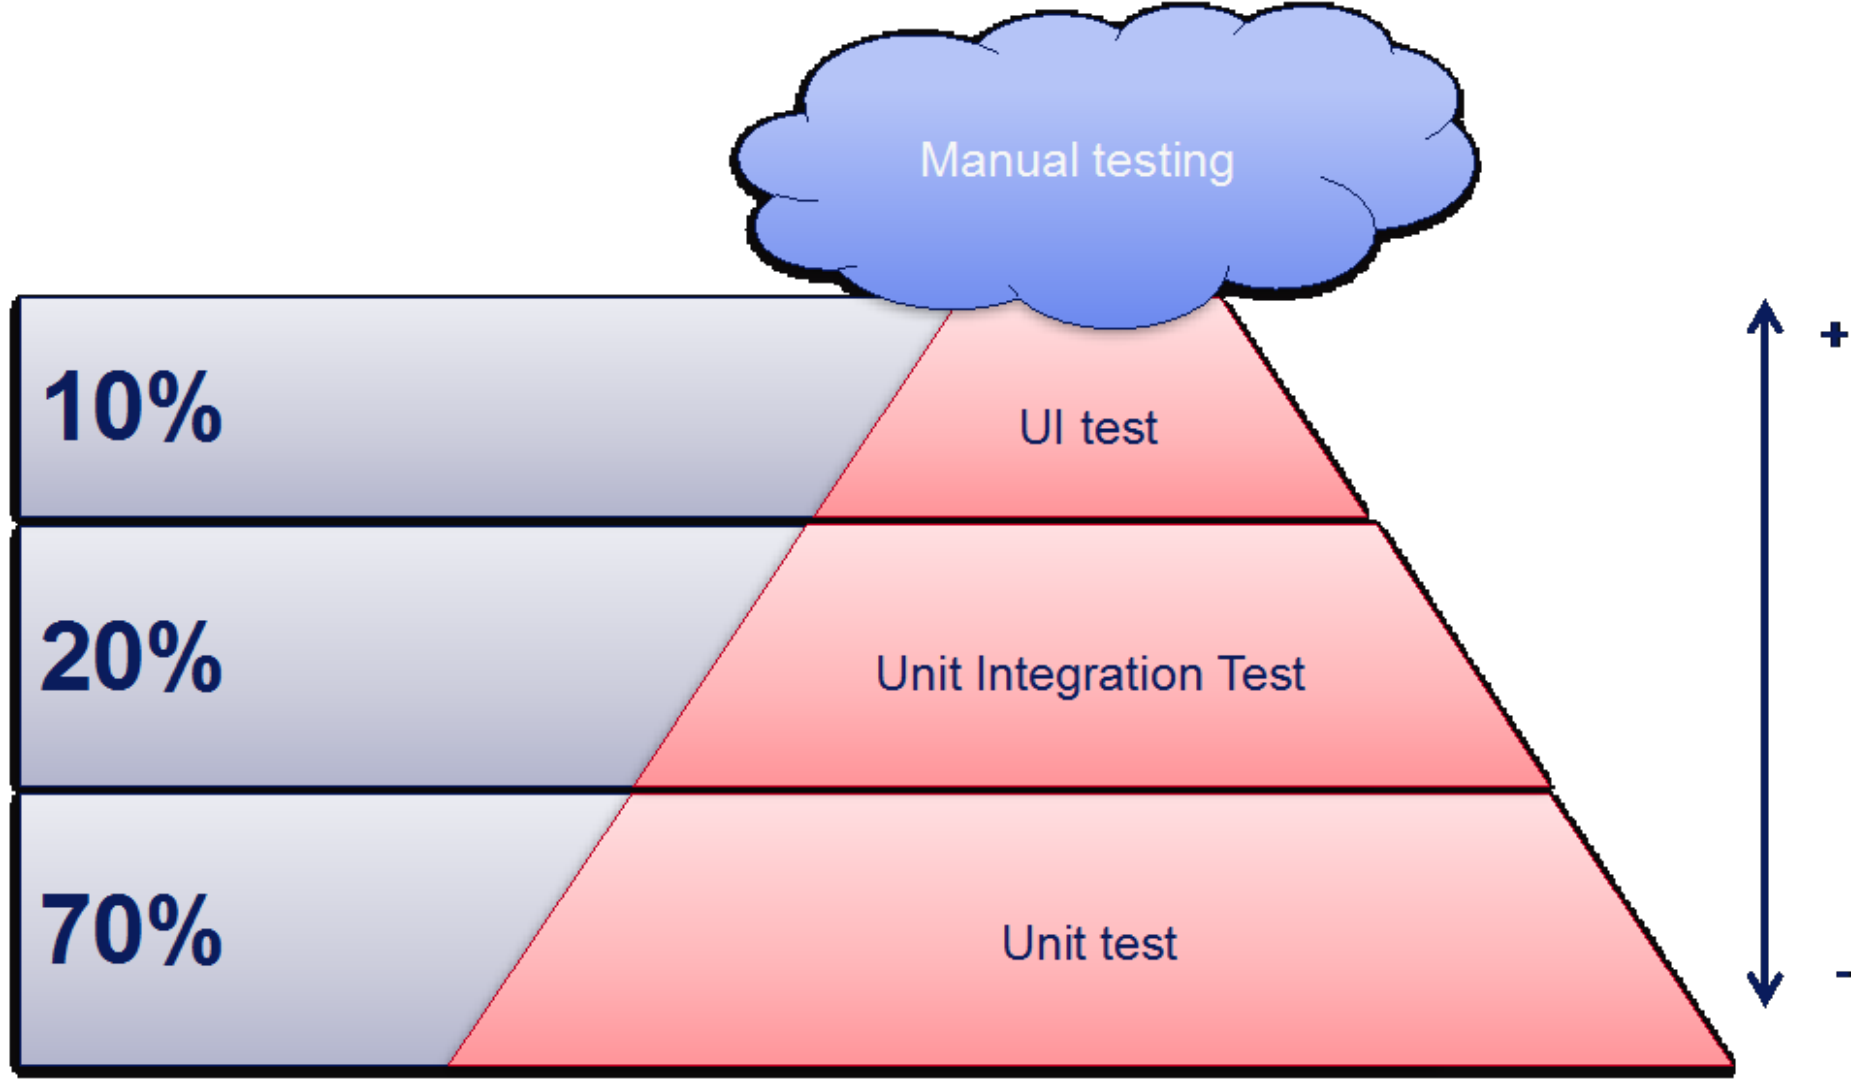 Manual testing
10%
UI test
+
20%
Unit Integration Test
70%
Unit test
-